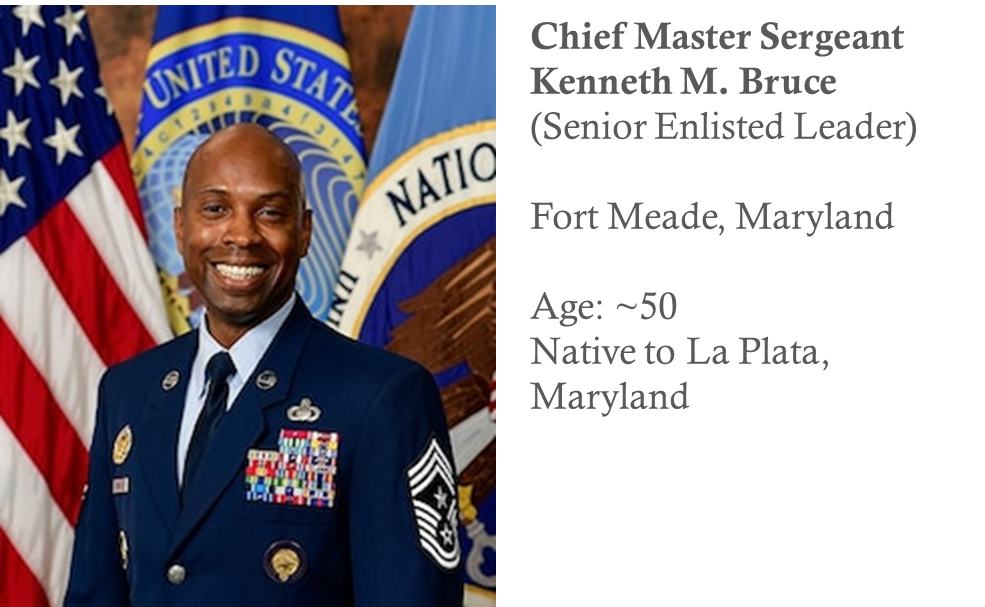 UNITED STATE
NATIO
UNI
Chief Master Sergeant
Kenneth M. Bruce
(Senior Enlisted Leader)
Fort Meade, Maryland
Age: ~50
Native to La Plata,
Maryland